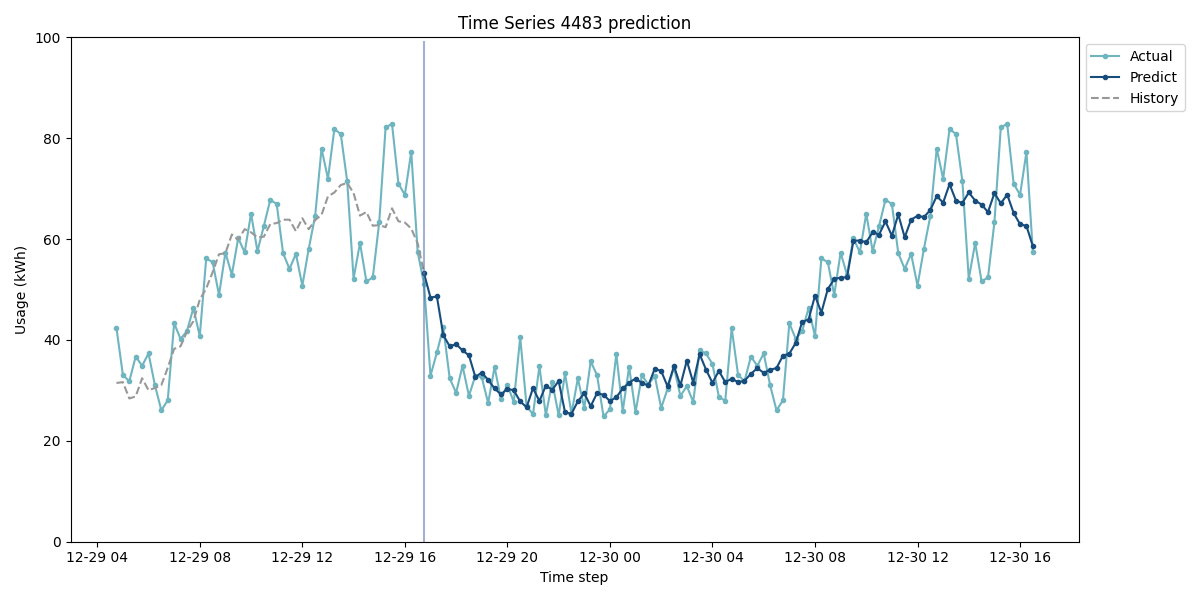 Time Series 4483 prediction
100
80
60
40
20
0
Usage (kWh)
12-29 04
12-29 08
12-29 12
12-29 16
12-29 20
12-30 00
12-30 04
12-30 08
12-30 12
12-30 16
Time step
Actual
Predict
History